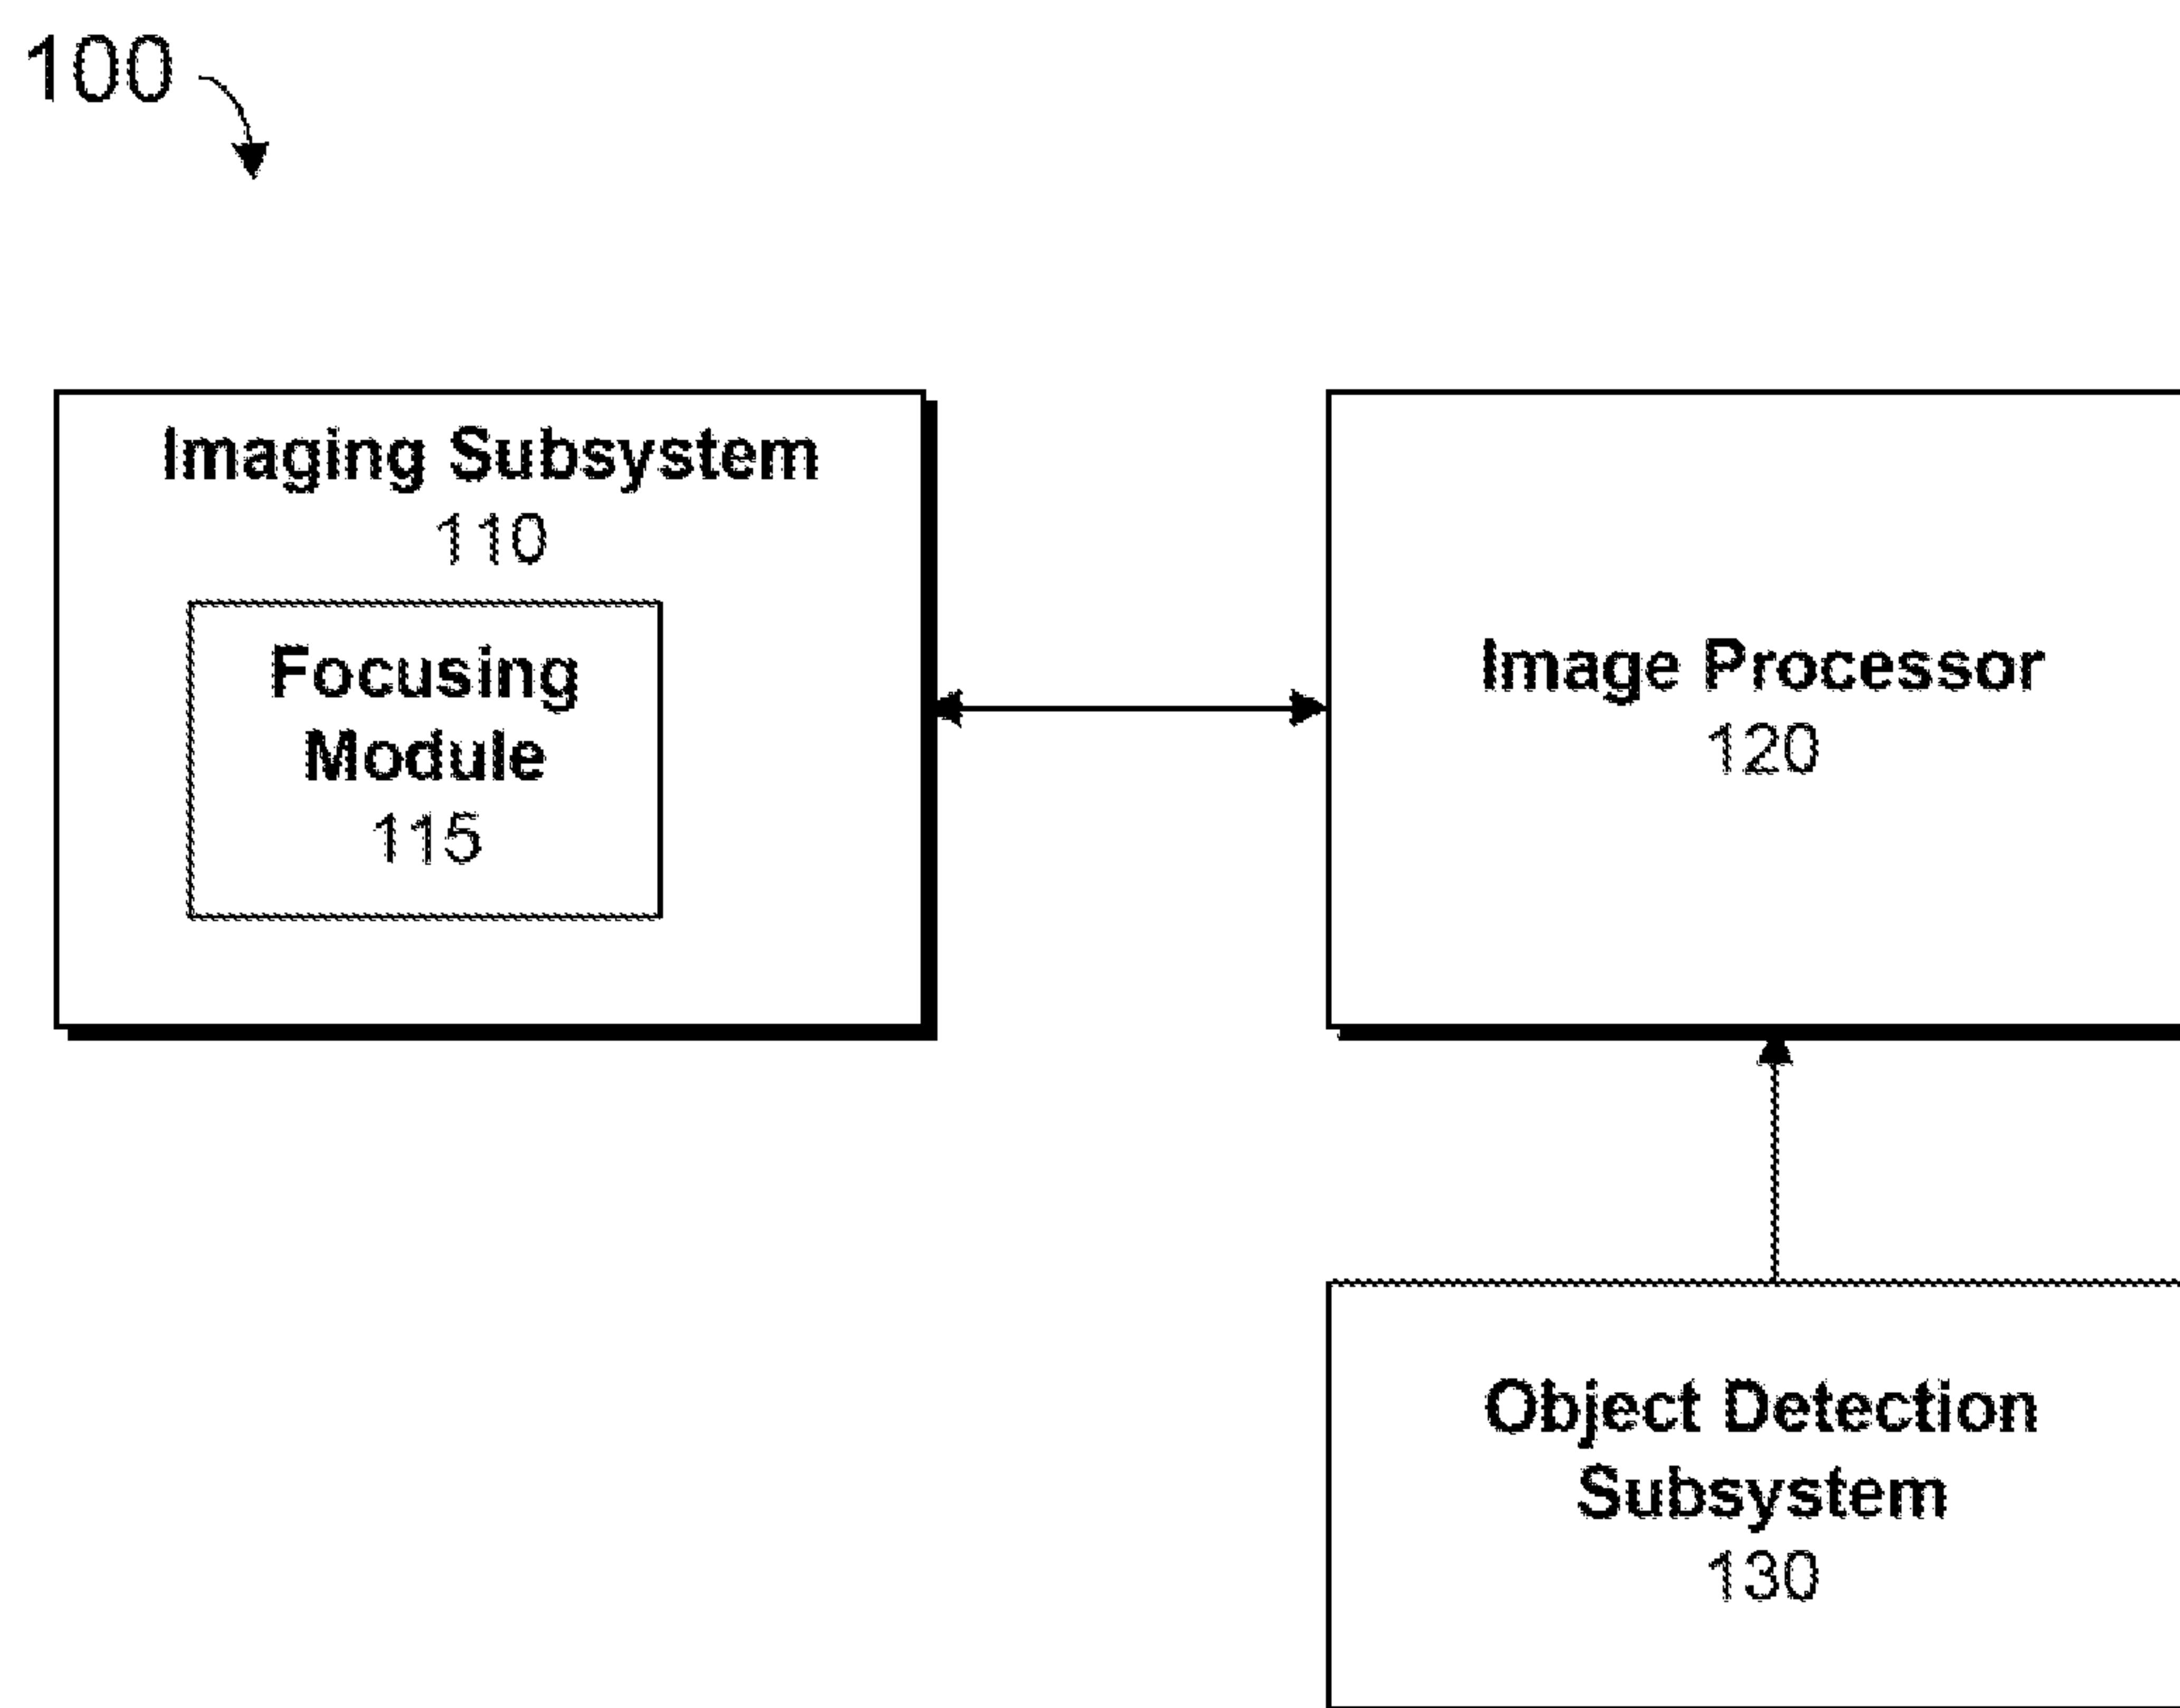 100
Imaging Subsystem
110
Focusing
Module
115
Image Processor
120
Object Detection
Subsystem
130